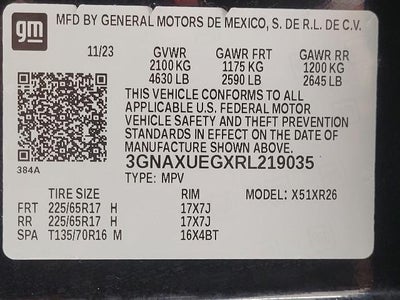 gm MFD BY GENERAL MOTORS DE MEXICO, S. DE R.L. DE C.V.
11/23 GVWR GAWR FRT GAWR RR
2100 KG 1175 KG 1200 KG
4630 LB 2590 LB 2645 LB
THIS VEHICLE CONFORMS TO ALL
APPLICABLE U.S. FEDERAL MOTOR
VEHICLE SAFETY AND THEFT PREVENTION
STANDARDS IN EFFECT ON THE DATE OF
MANUFACTURE SHOWN ABOVE.
384A 3GNAXUEGXRL219035
TYPE: MPV
TIRE SIZE RIM MODEL: X51XR26
FRT 225/65R17 H 17X7J
RR 225/65R17 H 17X7J
SPA T135/70R16 M 16X4BT